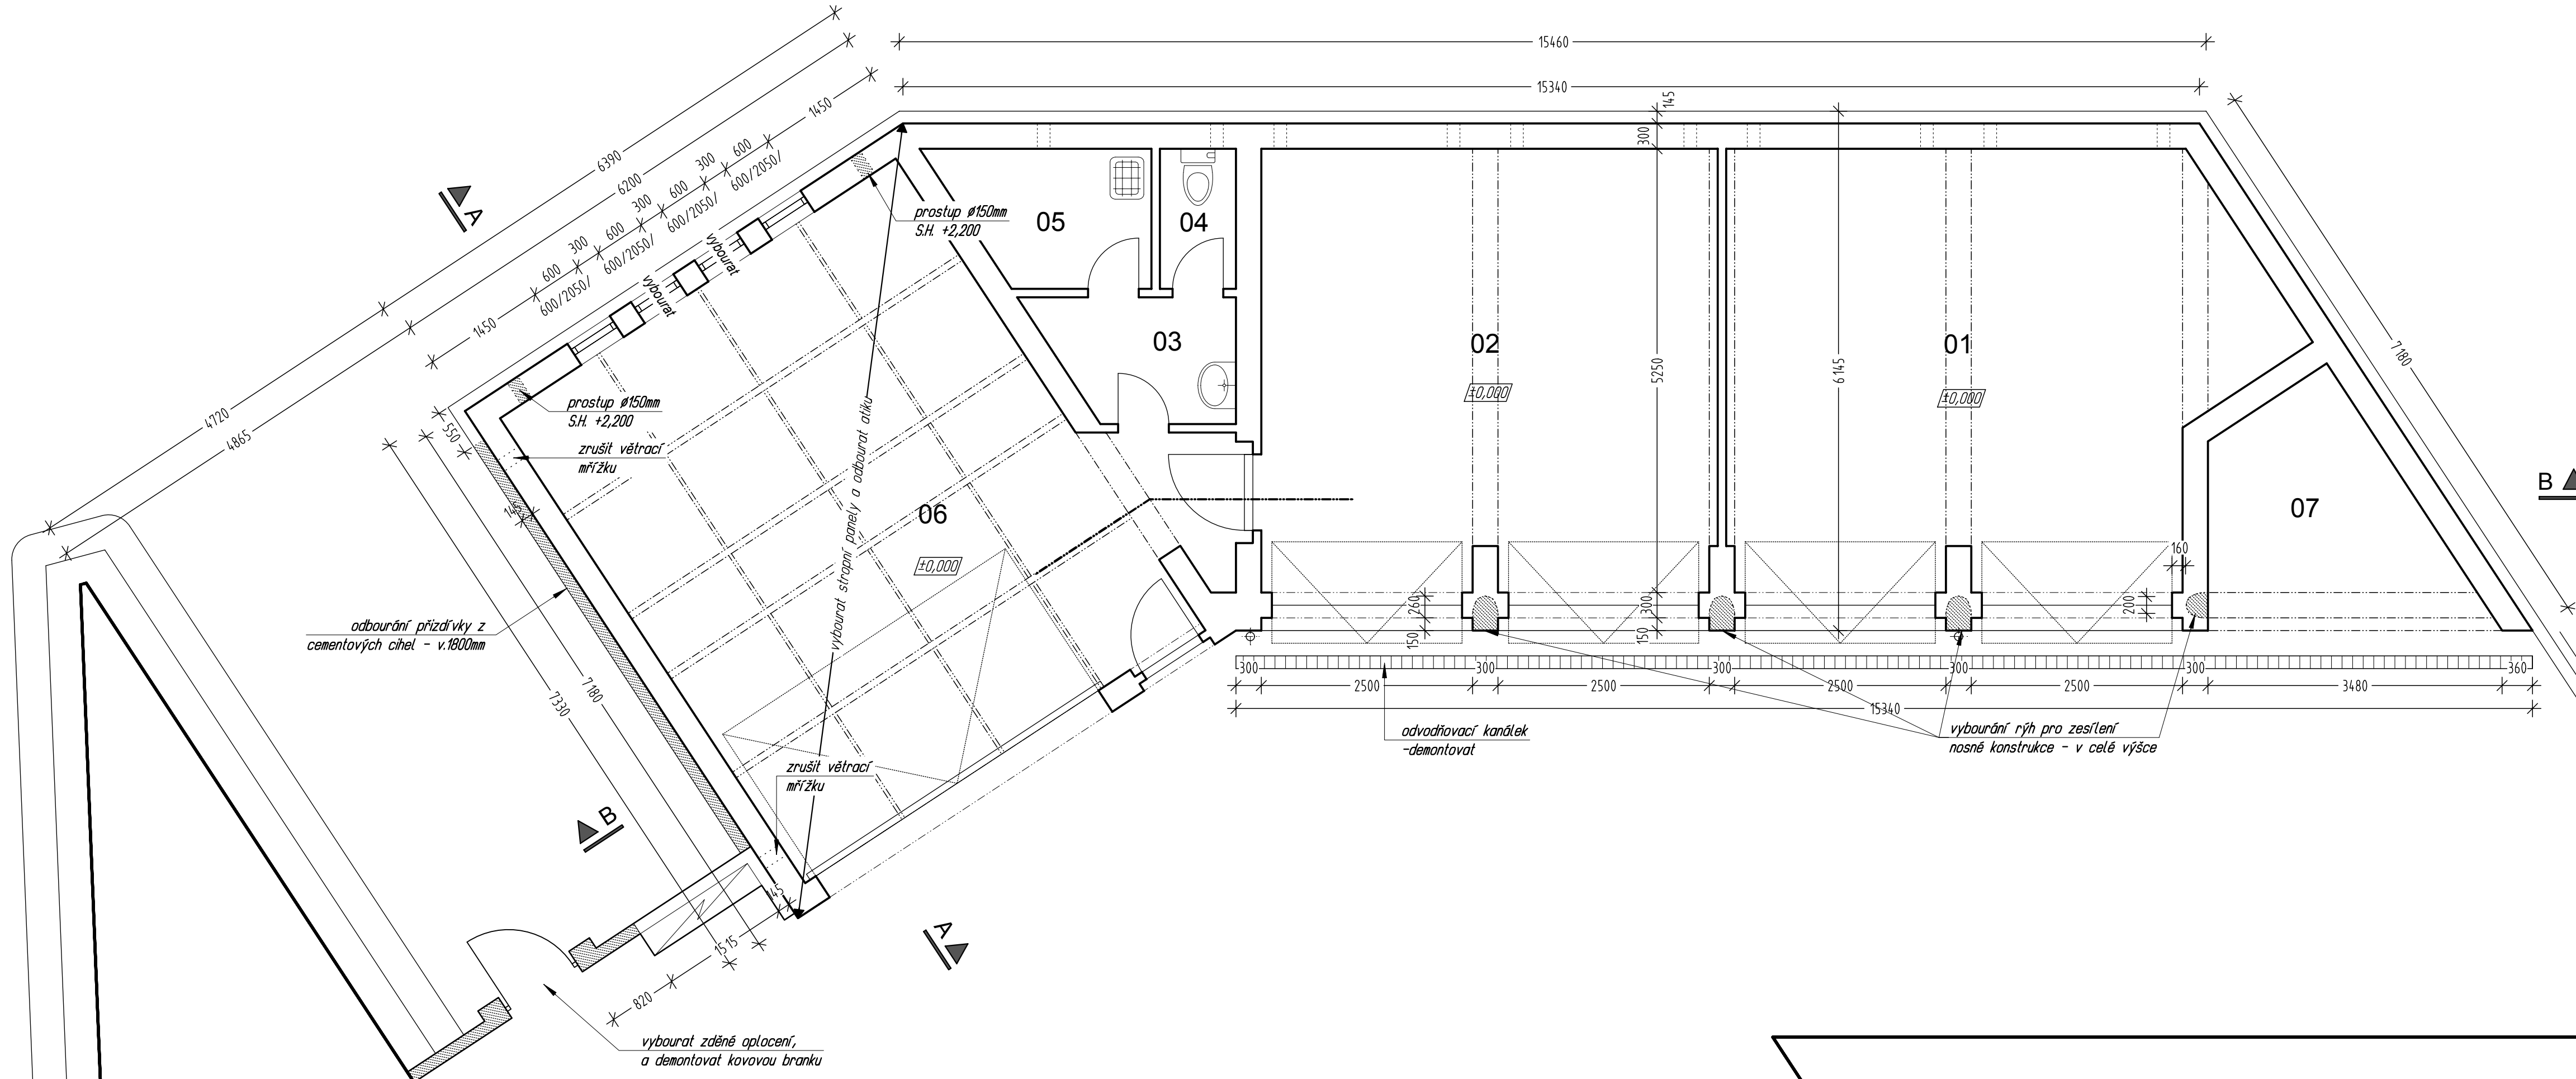 15460
15340
145
300
6390
6200
1450
600
300
600
300
600
300
600
1450
600/2050/
600/2050/
600/2050/
600/2050/
4720
4865
A
vybourat
vybourat
prostup ø150mm
S.H. +2,200
prostup ø150mm
S.H. +2,200
05
04
03
02
±0,000
01
±0,000
5250
6145
7180
550
zrušit větrací
mřížku
145
06
±0,000
vybourat stropní panely a odbourat atiku
07
B
160
200
260
150
300
150
odbourání přizdívky z
cementových cihel - v.1800mm
7330
7180
300
300
300
300
300
360
2500
2500
2500
2500
3480
15340
odvodňovací kanálek
-demontovat
vybourání rýh pro zesílení
nosné konstrukce - v celé výšce
zrušit větrací
mřížku
B
145
1515
820
A
vybourat zděné oplocení,
a demontovat kovovou branku